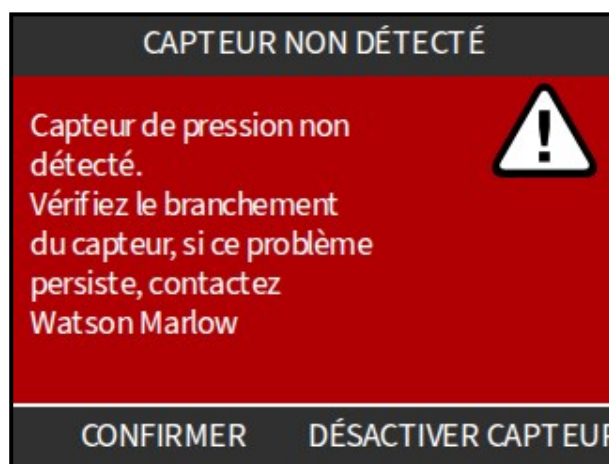 CAPTEUR NON DÉTECTÉ
Capteur de pression non
détecté.
Vérifiez le branchement
du capteur, si ce problème
persiste, contactez
Watson Marlow
!
CONFIRMER DÉSACTIVER CAPTEUR